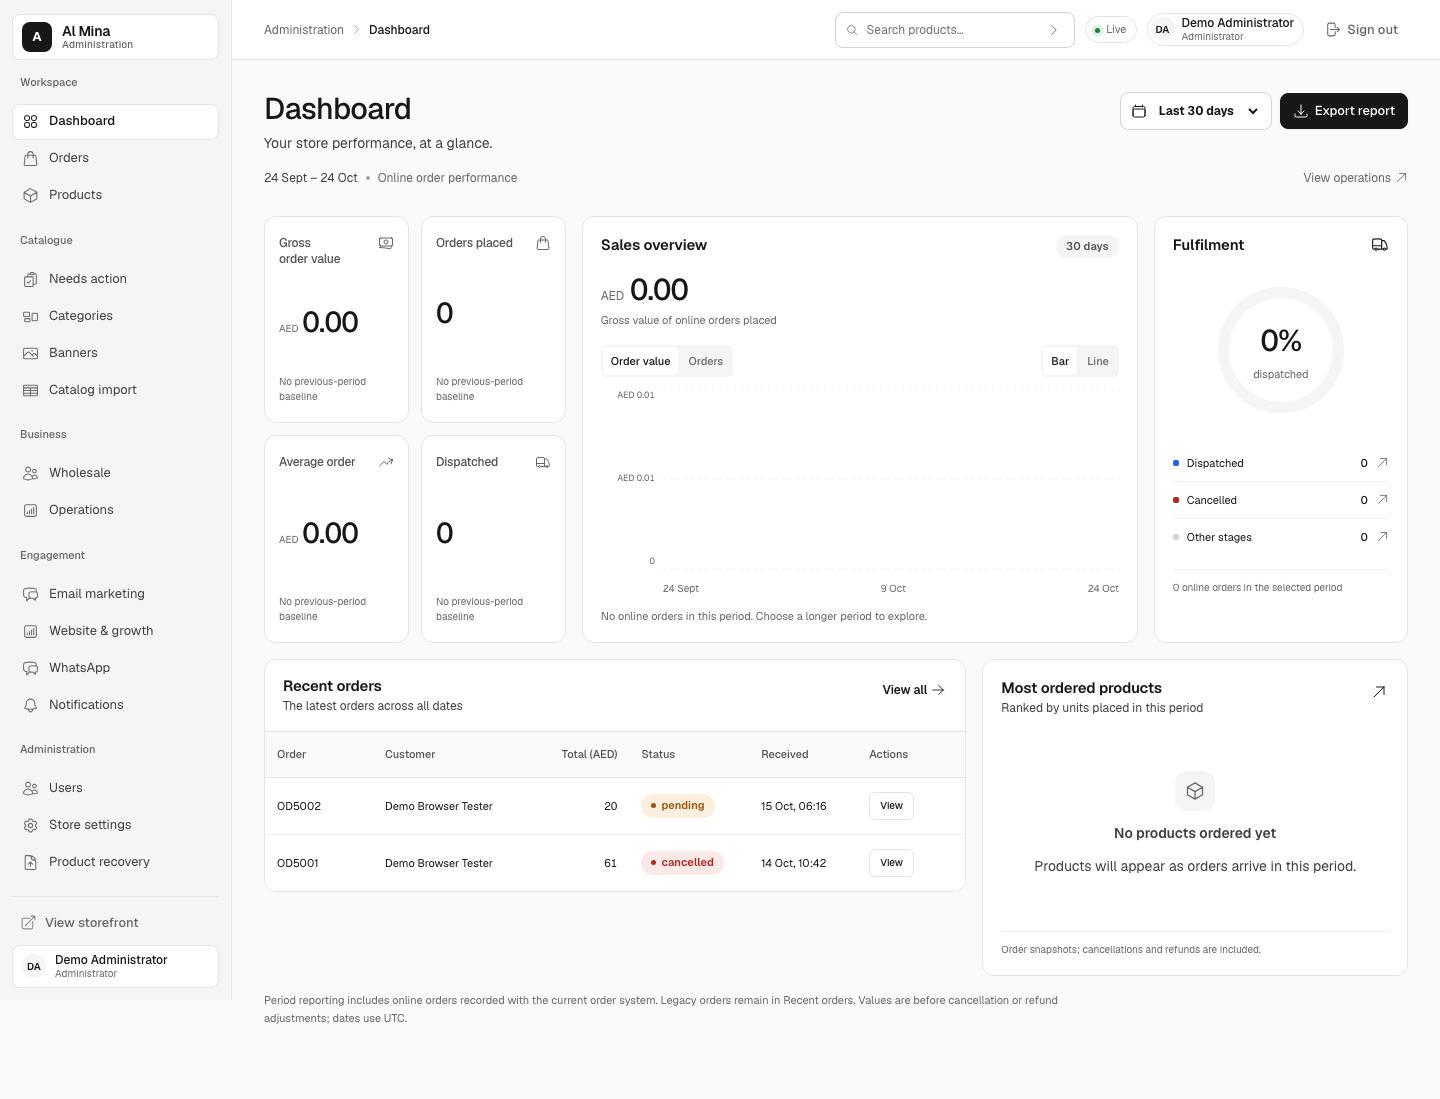 A
Al Mina
Administration
Workspace
Dashboard
Orders
Products
Catalogue
Needs action
Categories
Banners
Catalog import
Business
Wholesale
Operations
Engagement
Email marketing
Website & growth
WhatsApp
Notifications
Administration
Users
Store settings
Product recovery
View storefront
DA
Demo Administrator
Administrator
Administration
Dashboard
Search products...
Live
DA
Demo Administrator
Administrator
Sign out
Dashboard
Your store performance, at a glance.
Last 30 days
Export report
24 Sept – 24 Oct • Online order performance
View operations
Gross
order value
AED 0.00
No previous-period
baseline
Orders placed
0
No previous-period
baseline
Average order
AED 0.00
No previous-period
baseline
Dispatched
0
No previous-period
baseline
Sales overview
30 days
AED 0.00
Gross value of online orders placed
Order value
Orders
Bar
Line
AED 0.01
AED 0.01
0
24 Sept
9 Oct
24 Oct
No online orders in this period. Choose a longer period to explore.
Fulfilment
0%
dispatched
Dispatched 0
Cancelled 0
Other stages 0
0 online orders in the selected period
Recent orders
The latest orders across all dates
View all
Order Customer Total (AED) Status Received Actions
OD5002 Demo Browser Tester 20 pending 15 Oct, 06:16 View
OD5001 Demo Browser Tester 61 cancelled 14 Oct, 10:42 View
Most ordered products
Ranked by units placed in this period
No products ordered yet
Products will appear as orders arrive in this period.
Order snapshots; cancellations and refunds are included.
Period reporting includes online orders recorded with the current order system. Legacy orders remain in Recent orders. Values are before cancellation or refund
adjustments; dates use UTC.